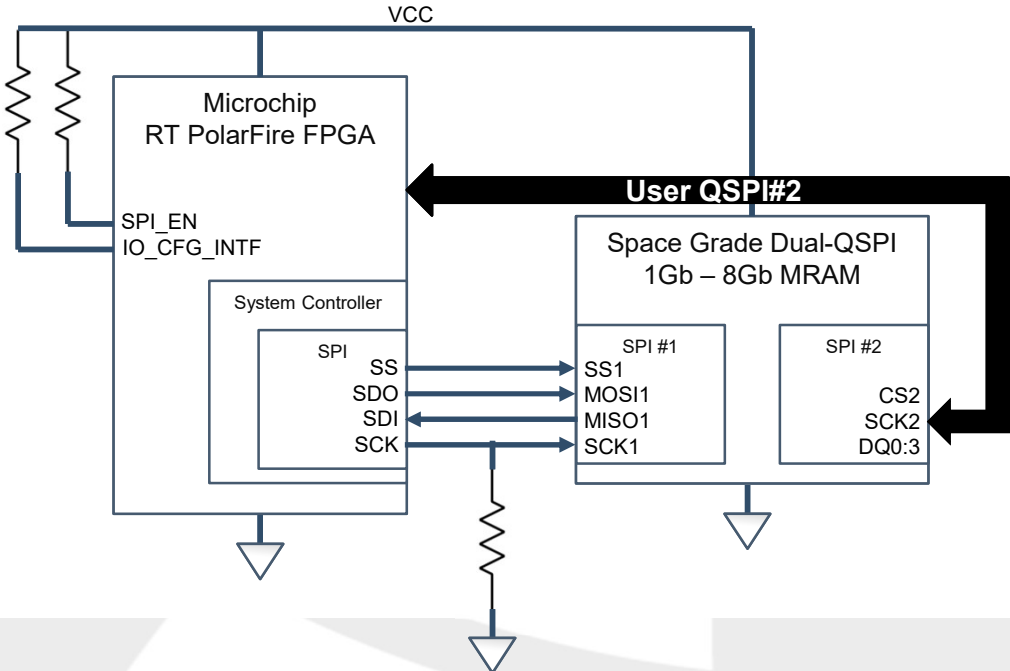 VCC
Microchip
RT PolarFire FPGA
User QSPI#2
SPI_EN
IO_CFG_INTF
Space Grade Dual-QSPI
1Gb – 8Gb MRAM
System Controller
SPI
SS
SDO
SDI
SCK
SPI #1
SS1
MOSI1
MISO1
SCK1
SPI #2
CS2
SCK2
DQ0:3